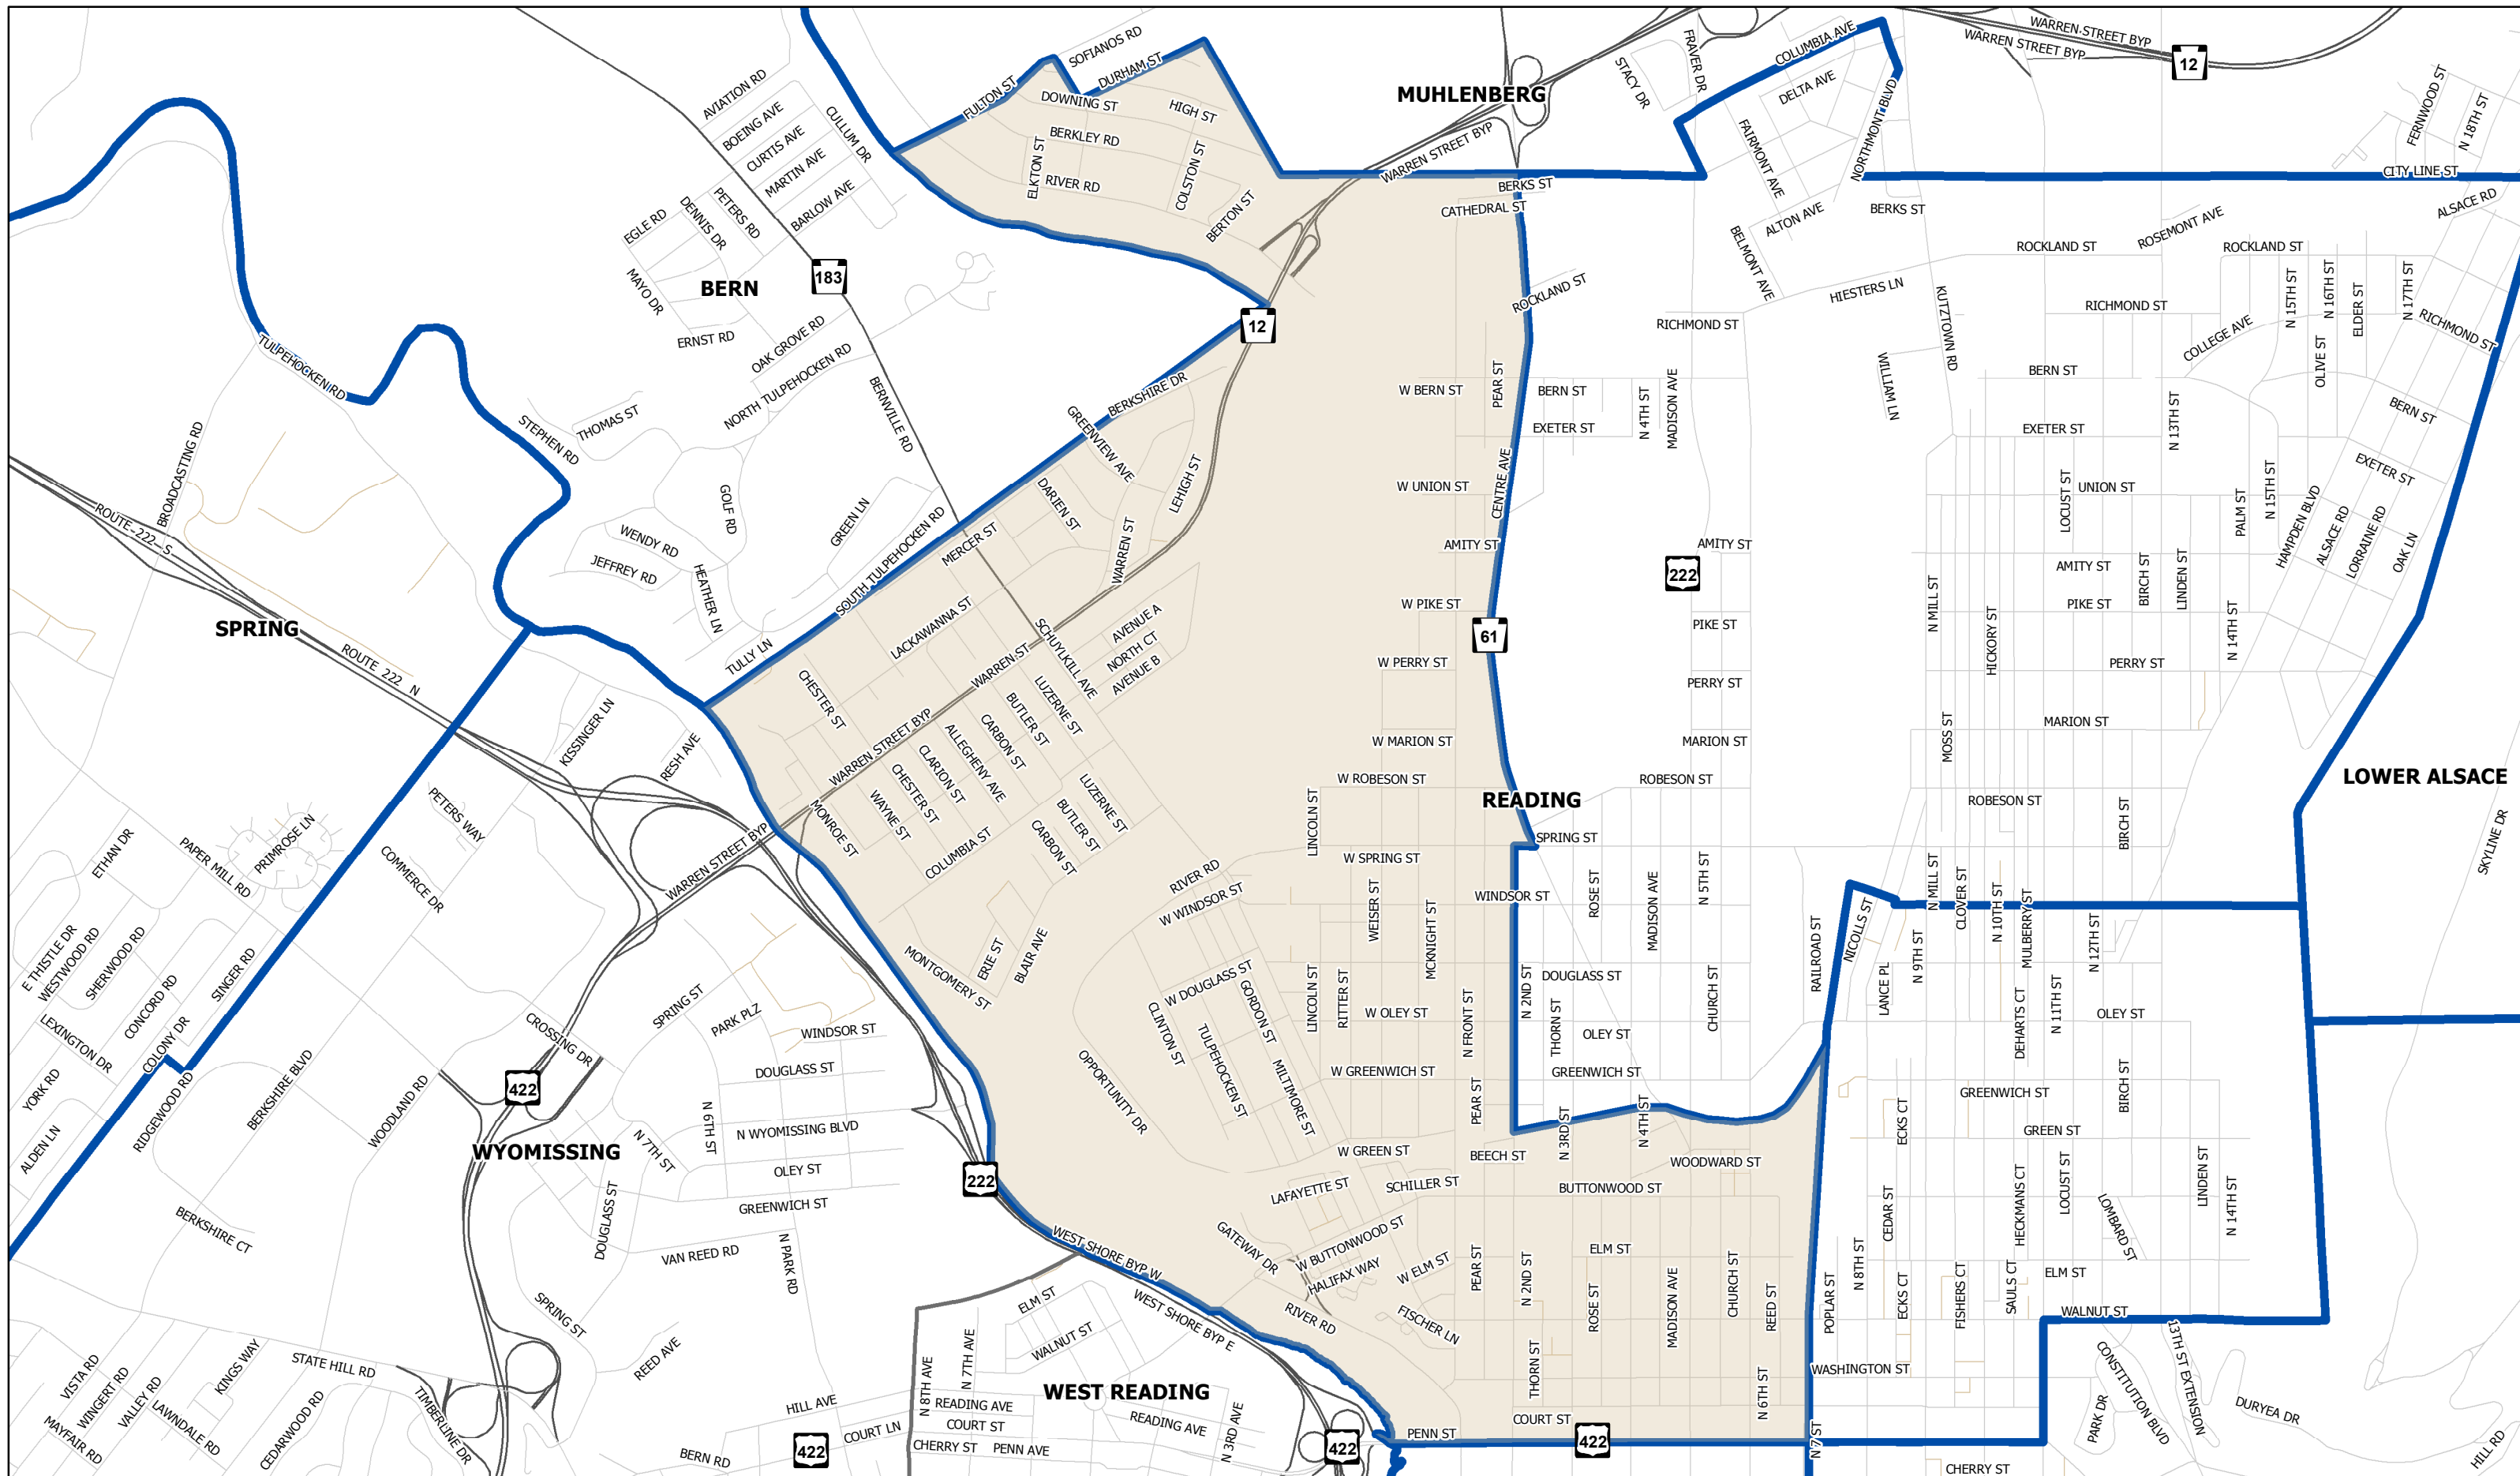 WARREN STREET BYP
WARREN STREET BYP
12
COLUMBIA AVE
FRAVER DR
STACY DR
DELTA AVE
NORTHMONT BLVD
FAIRMONT AVE
FERNWOOD ST
N 18TH ST
CITY LINE ST
ALSACE RD
SOFIANOS RD
DURHAM ST
FULTON ST
DOWNING ST
HIGH ST
BERKLEY RD
ELKTON ST
RIVER RD
COLSTON ST
BERTON ST
MUHLENBERG
WARREN STREET BYP
BERKS ST
CATHEDRAL ST
AVIATION RD
BOEING AVE
CURTIS AVE
CULLUM DR
MARTIN AVE
BARLOW AVE
PETERS RD
DENNIS DR
EGLE RD
MAYO DR
BERN
183
ERNST RD
OAK GROVE RD
NORTH TULPEHOCKEN RD
BERNVILLE RD
12
BERKSHIRE DR
GREENVIEW AVE
LEHIGH ST
DARIEN ST
WARREN ST
MERCER ST
BELMONT AVE
ALTON AVE
BERKS ST
ROSEMONT AVE
ROCKLAND ST
ROCKLAND ST
ROCKLAND ST
HIESTERS LN
KUTZTOWN RD
RICHMOND ST
RICHMOND ST
RICHMOND ST
COLLEGE AVE
N 15TH ST
N 16TH ST
ELDER ST
N 17TH ST
OLIVE ST
WILLIAM LN
BERN ST
BERN ST
BERN ST
W BERN ST
PEAR ST
N 4TH ST
MADISON AVE
EXETER ST
EXETER ST
EXETER ST
N 13TH ST
CENTRE AVE
W UNION ST
UNION ST
LOCUST ST
PALM ST
N 15TH ST
HAMPDEN BLVD
ALSACE RD
LORRAINE RD
OAK LN
AMITY ST
AMITY ST
AMITY ST
222
BIRCH ST
LINDEN ST
N 14TH ST
W PIKE ST
PIKE ST
PIKE ST
61
N MILL ST
HICKORY ST
W PERRY ST
PERRY ST
PERRY ST
W MARION ST
MARION ST
MARION ST
MOSS ST
W ROBESON ST
ROBESON ST
ROBESON ST
BIRCH ST
LOWER ALSACE
SKYLINE DR
READING
LINCOLN ST
SPRING ST
W SPRING ST
TULPEHOCKEN RD
STEPHEN RD
THOMAS ST
BROADCASTING RD
ROUTE 222 S
SPRING
ROUTE 222 N
GOLF RD
GREEN LN
WENDY RD
JEFFREY RD
HEATHER LN
SOUTH TULPEHOCKEN RD
TULLY LN
LACKAWANNA ST
AVENUE A
NORTH CT
AVENUE B
SCHUYLKILL AVE
WARREN ST
CHESTER ST
LUZERNE ST
BUTLER ST
CARBON ST
ALLEGHENY AVE
CLARION ST
CHESTER ST
WAYNE ST
WARREN STREET BYP
MONROE ST
COLUMBIA ST
LUZERNE ST
BUTLER ST
CARBON ST
KISSINGER LN
RESH AVE
PETERS WAY
COMMERCE DR
PRIMROSE LN
PAPER MILL RD
ETHAN DR
WARREN STREET BYP
E THISTLE DR
WESTWOOD RD
SHERWOOD RD
CONCORD RD
SINGER RD
COLONY DR
LEXINGTON DR
YORK RD
ALDEN LN
RIDGEWOOD RD
BERKSHIRE BLVD
WOODLAND RD
CROSSING DR
422
WYOMISSING
BERKSHIRE CT
SPRING ST
PARK PLZ
WINDSOR ST
DOUGLASS ST
N 6TH ST
N WYOMISSING BLVD
N 7TH ST
OLEY ST
GREENWICH ST
DOUGLASS ST
VAN REED RD
N PARK RD
SPRING ST
REED AVE
MONTGOMERY ST
ERIE ST
BLAIR AVE
RIVER RD
W WINDSOR ST
W DOUGLASS ST
GORDON ST
CLINTON ST
TULPEHOCKEN ST
MILTIMORE ST
OPPORTUNITY DR
222
WEISER ST
MCKNIGHT ST
WINDSOR ST
ROSE ST
MADISON AVE
N 5TH ST
LINCOLN ST
RITTER ST
W OLEY ST
N FRONT ST
N 2ND ST
DOUGLASS ST
THORN ST
OLEY ST
CHURCH ST
W GREENWICH ST
GREENWICH ST
PEAR ST
N 3RD ST
N 4TH ST
RAILROAD ST
NICOLLS ST
LANCE PL
N 9TH ST
N MILL ST
CLOVER ST
N 10TH ST
MULBERRY ST
N 12TH ST
DEHARTS CT
N 11TH ST
OLEY ST
GREENWICH ST
BIRCH ST
ECKS CT
GREEN ST
W GREEN ST
BEECH ST
WOODWARD ST
LAFAYETTE ST
SCHILLER ST
BUTTONWOOD ST
W BUTTONWOOD ST
GATEWAY DR
HALIFAX WAY
W ELM ST
PEAR ST
N 2ND ST
ELM ST
ROSE ST
MADISON AVE
CHURCH ST
REED ST
POPLAR ST
N 8TH ST
CEDAR ST
ECKS CT
FISHERS CT
SAULS CT
HECKMANS CT
LOCUST ST
LOMBARD ST
LINDEN ST
N 14TH ST
ELM ST
WALNUT ST
WEST SHORE BYP W
WEST SHORE BYP E
RIVER RD
FISCHER LN
THORN ST
N 6TH ST
WASHINGTON ST
CONSTITUTION BLVD
13TH ST EXTENSION
PARK DR
DURYEA DR
HILL RD
ELM ST
WALNUT ST
WEST READING
N 8TH AVE
N 7TH AVE
READING AVE
READING AVE
N 3RD AVE
COURT ST
CHERRY ST
PENN AVE
HILL AVE
COURT LN
422
BERN RD
STATE HILL RD
VISTA RD
WINGERT RD
VALLEY RD
KINGS WAY
MAYFAIR RD
LAWNDALE RD
CEDARWOOD RD
TIMBERLINE DR
422
PENN ST
COURT ST
422
N 7 ST
CHERRY ST